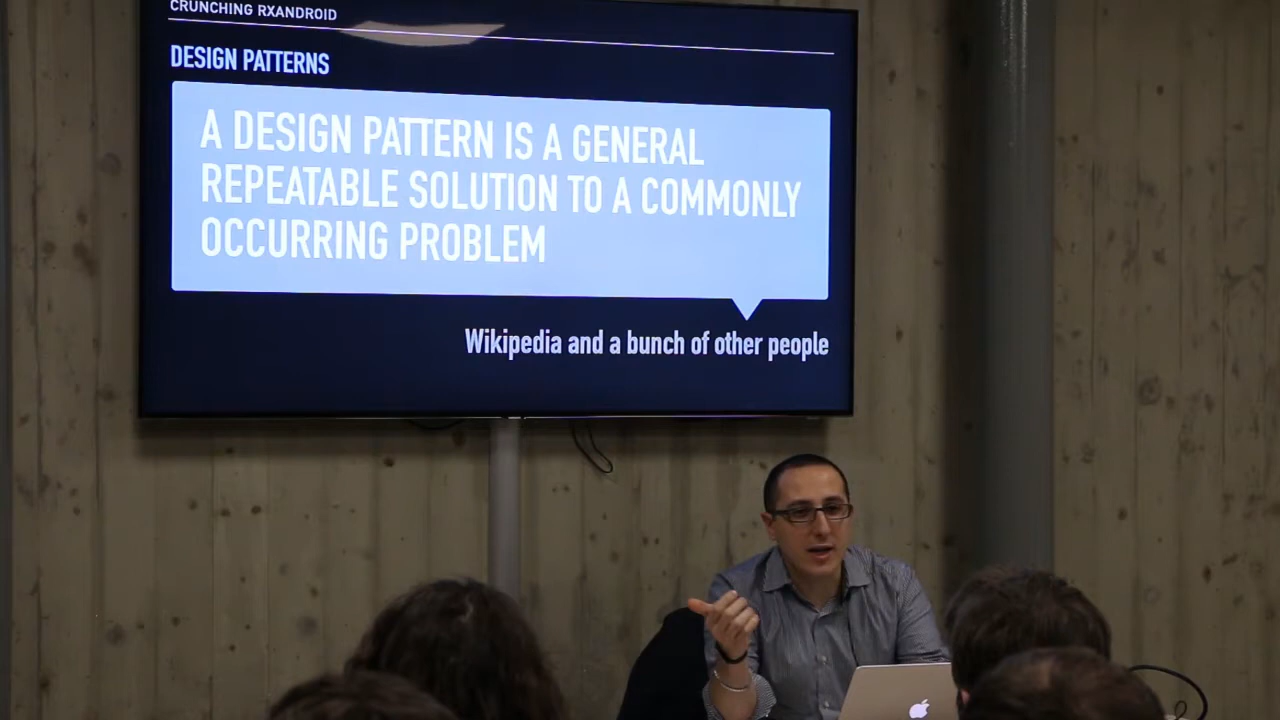 CRUNCHING RXANDROID
DESIGN PATTERNS
A DESIGN PATTERN IS A GENERAL
REPEATABLE SOLUTION TO A COMMONLY
OCCURRING PROBLEM
Wikipedia and a bunch of other people